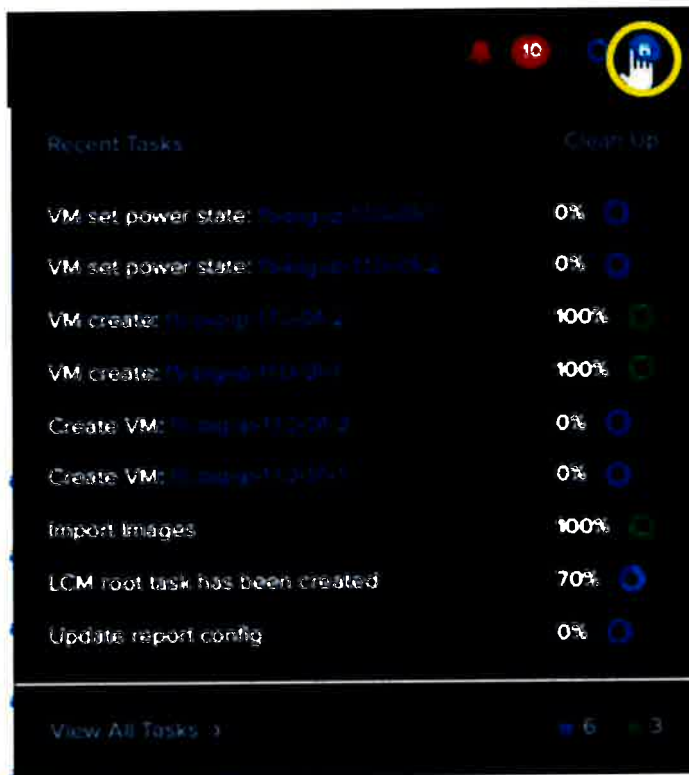 10 6
Recent Tasks Clean Up
VM set power state: 0%
VM set power state: 0%
VM create: 100%
VM create: 100%
Create VM: 0%
Create VM: 0%
Import Images 100%
LCM root task has been created 70%
Update report config 0%
View All Tasks › 6 3